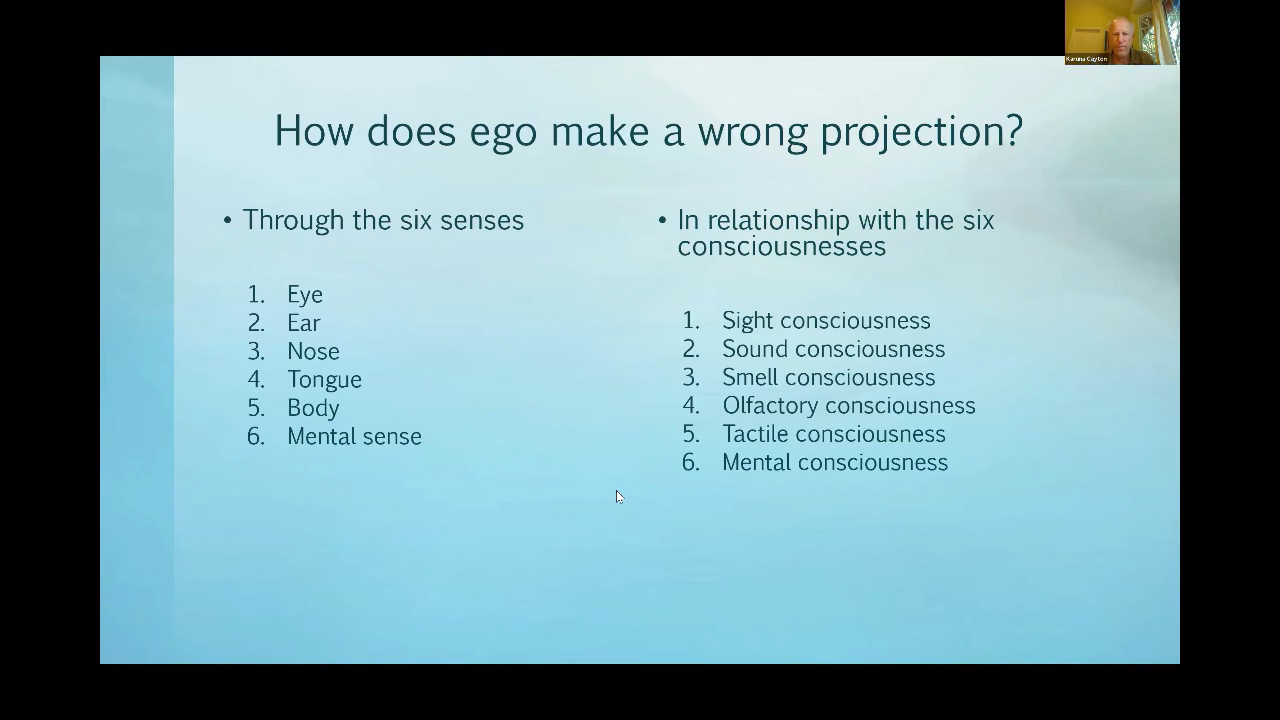 Karuna Cayton
How does ego make a wrong projection?
• Through the six senses
1. Eye
2. Ear
3. Nose
4. Tongue
5. Body
6. Mental sense
• In relationship with the six
consciousnesses
1. Sight consciousness
2. Sound consciousness
3. Smell consciousness
4. Olfactory consciousness
5. Tactile consciousness
6. Mental consciousness